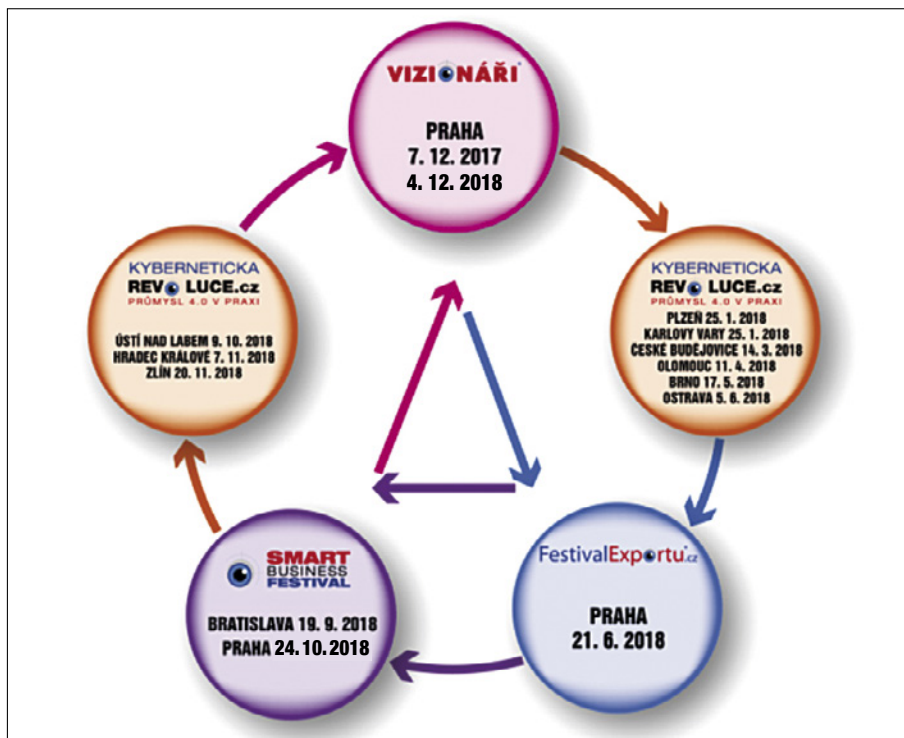 VIZIONÁŘI
PRAHA
7. 12. 2017
4. 12. 2018
KYBERNETICKA
REVOLUCE.cz
PRŮMYSL 4.0 V PRAXI
PLZEŇ 25. 1. 2018
KARLOVY VARY 25. 1. 2018
ČESKÉ BUDĚJOVICE 14. 3. 2018
OLOMOUC 11. 4. 2018
BRNO 17. 5. 2018
OSTRAVA 5. 6. 2018
FestivalExportu.cz
PRAHA
21. 6. 2018
SMART
BUSINESS
FESTIVAL
BRATISLAVA 19. 9. 2018
PRAHA 24. 10. 2018
KYBERNETICKA
REVOLUCE.cz
PRŮMYSL 4.0 V PRAXI
ÚSTÍ NAD LABEM 9. 10. 2018
HRADEC KRÁLOVÉ 7. 11. 2018
ZLÍN 20. 11. 2018